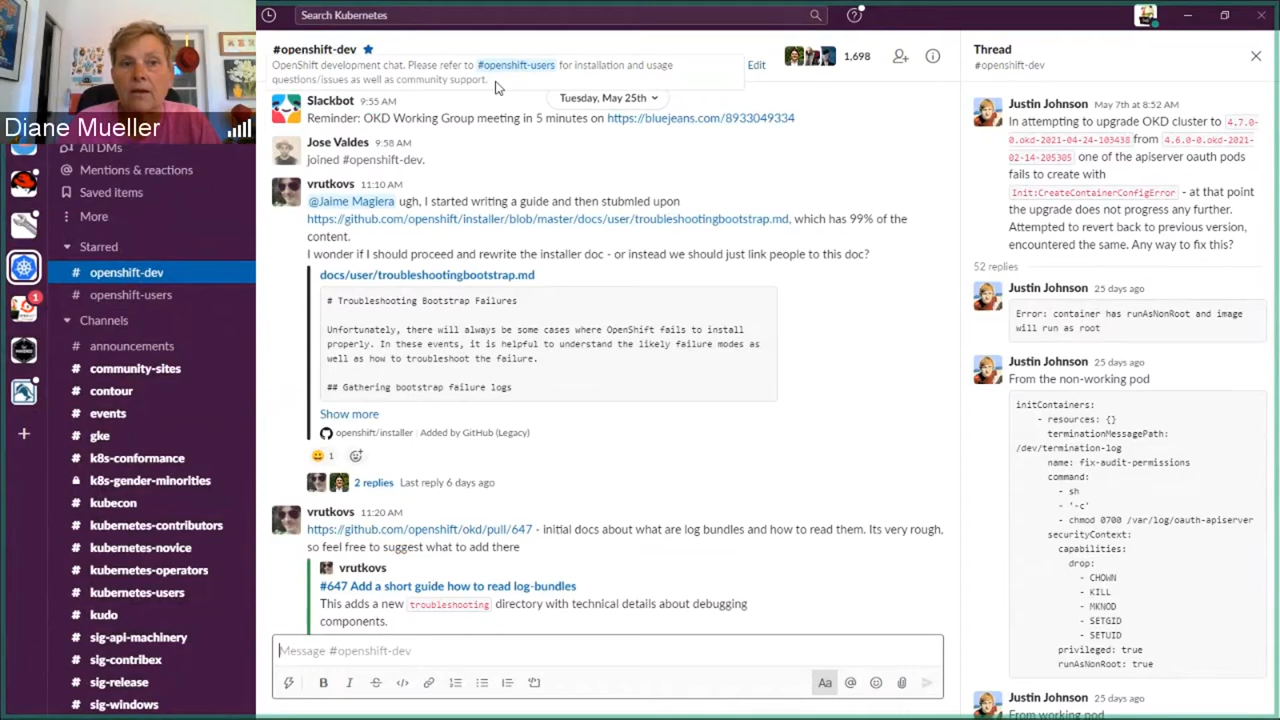 Search Kubernetes
Diane Mueller
All DMs
Mentions & reactions
Saved items
More
Starred
# openshift-dev
# openshift-users
Channels
# announcements
# community-sites
# contour
# events
# gke
# k8s-conformance
k8s-gender-minorities
# kubecon
# kubernetes-contributors
# kubernetes-novice
# kubernetes-operators
# kubernetes-users
# kudo
# sig-api-machinery
# sig-contribex
# sig-release
# sig-windows
1
#openshift-dev
OpenShift development chat. Please refer to #openshift-users for installation and usage
questions/issues as well as community support.
Edit
1,698
Tuesday, May 25th
Slackbot 9:55 AM
Reminder: OKD Working Group meeting in 5 minutes on https://bluejeans.com/8933049334
Jose Valdes 9:58 AM
joined #openshift-dev.
vrutkovs 11:10 AM
@Jaime Magiera ugh, I started writing a guide and then stubmled upon
https://github.com/openshift/installer/blob/master/docs/user/troubleshootingbootstrap.md, which has 99% of the
content.
I wonder if I should proceed and rewrite the installer doc - or instead we should just link people to this doc?
docs/user/troubleshootingbootstrap.md
# Troubleshooting Bootstrap Failures
Unfortunately, there will always be some cases where OpenShift fails to install
properly. In these events, it is helpful to understand the likely failure modes as
well as how to troubleshoot the failure.
## Gathering bootstrap failure logs
Show more
openshift/installer | Added by GitHub (Legacy)
1
2 replies Last reply 6 days ago
vrutkovs 11:20 AM
https://github.com/openshift/okd/pull/647 - initial docs about what are log bundles and how to read them. Its very rough,
so feel free to suggest what to add there
vrutkovs
#647 Add a short guide how to read log-bundles
This adds a new troubleshooting directory with technical details about debugging
components.
Message #openshift-dev
B I S </> Aa @
Thread
#openshift-dev
Justin Johnson May 7th at 8:52 AM
In attempting to upgrade OKD cluster to 4.7.0-
0.okd-2021-04-24-103438 from 4.6.0-0.okd-2021-
02-14-205305 one of the apiserver oauth pods
fails to create with
Init:CreateContainerConfigError - at that point
the upgrade does not progress any further.
Attempted to revert back to previous version,
encountered the same. Any way to fix this?
52 replies
Justin Johnson 25 days ago
Error: container has runAsNonRoot and image
will run as root
Justin Johnson 25 days ago
From the non-working pod
initContainers:
- resources: {}
terminationMessagePath:
/dev/termination-log
name: fix-audit-permissions
command:
- sh
- '-c'
- chmod 0700 /var/log/oauth-apiserver
securityContext:
capabilities:
drop:
- CHOWN
- KILL
- MKNOD
- SETGID
- SETUID
privileged: true
runAsNonRoot: true
Justin Johnson 25 days ago
From working pod